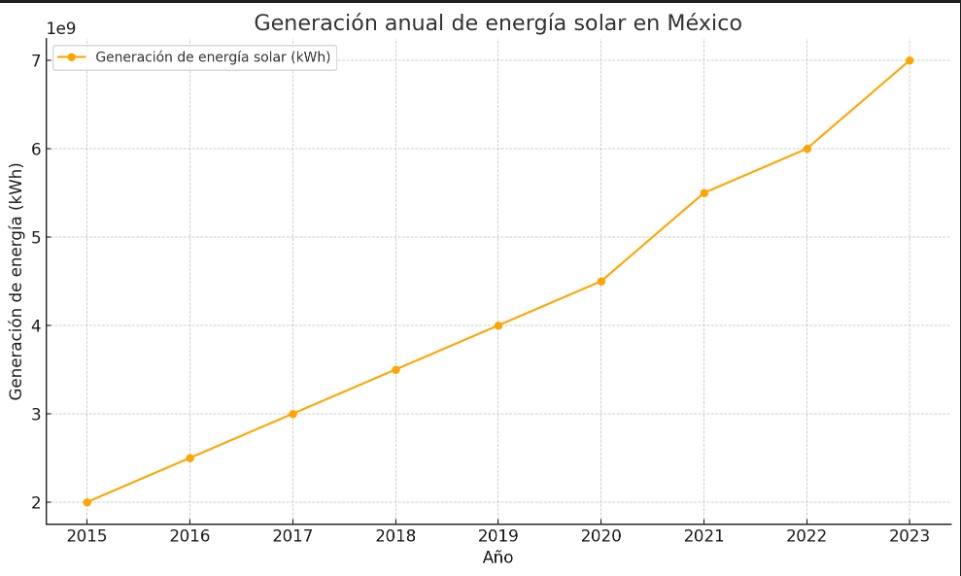 Generación anual de energía solar en México
1e9
Generación de energía solar (kWh)
7
6
5
4
3
2
Generación de energía (kWh)
2015 2016 2017 2018 2019 2020 2021 2022 2023
Año